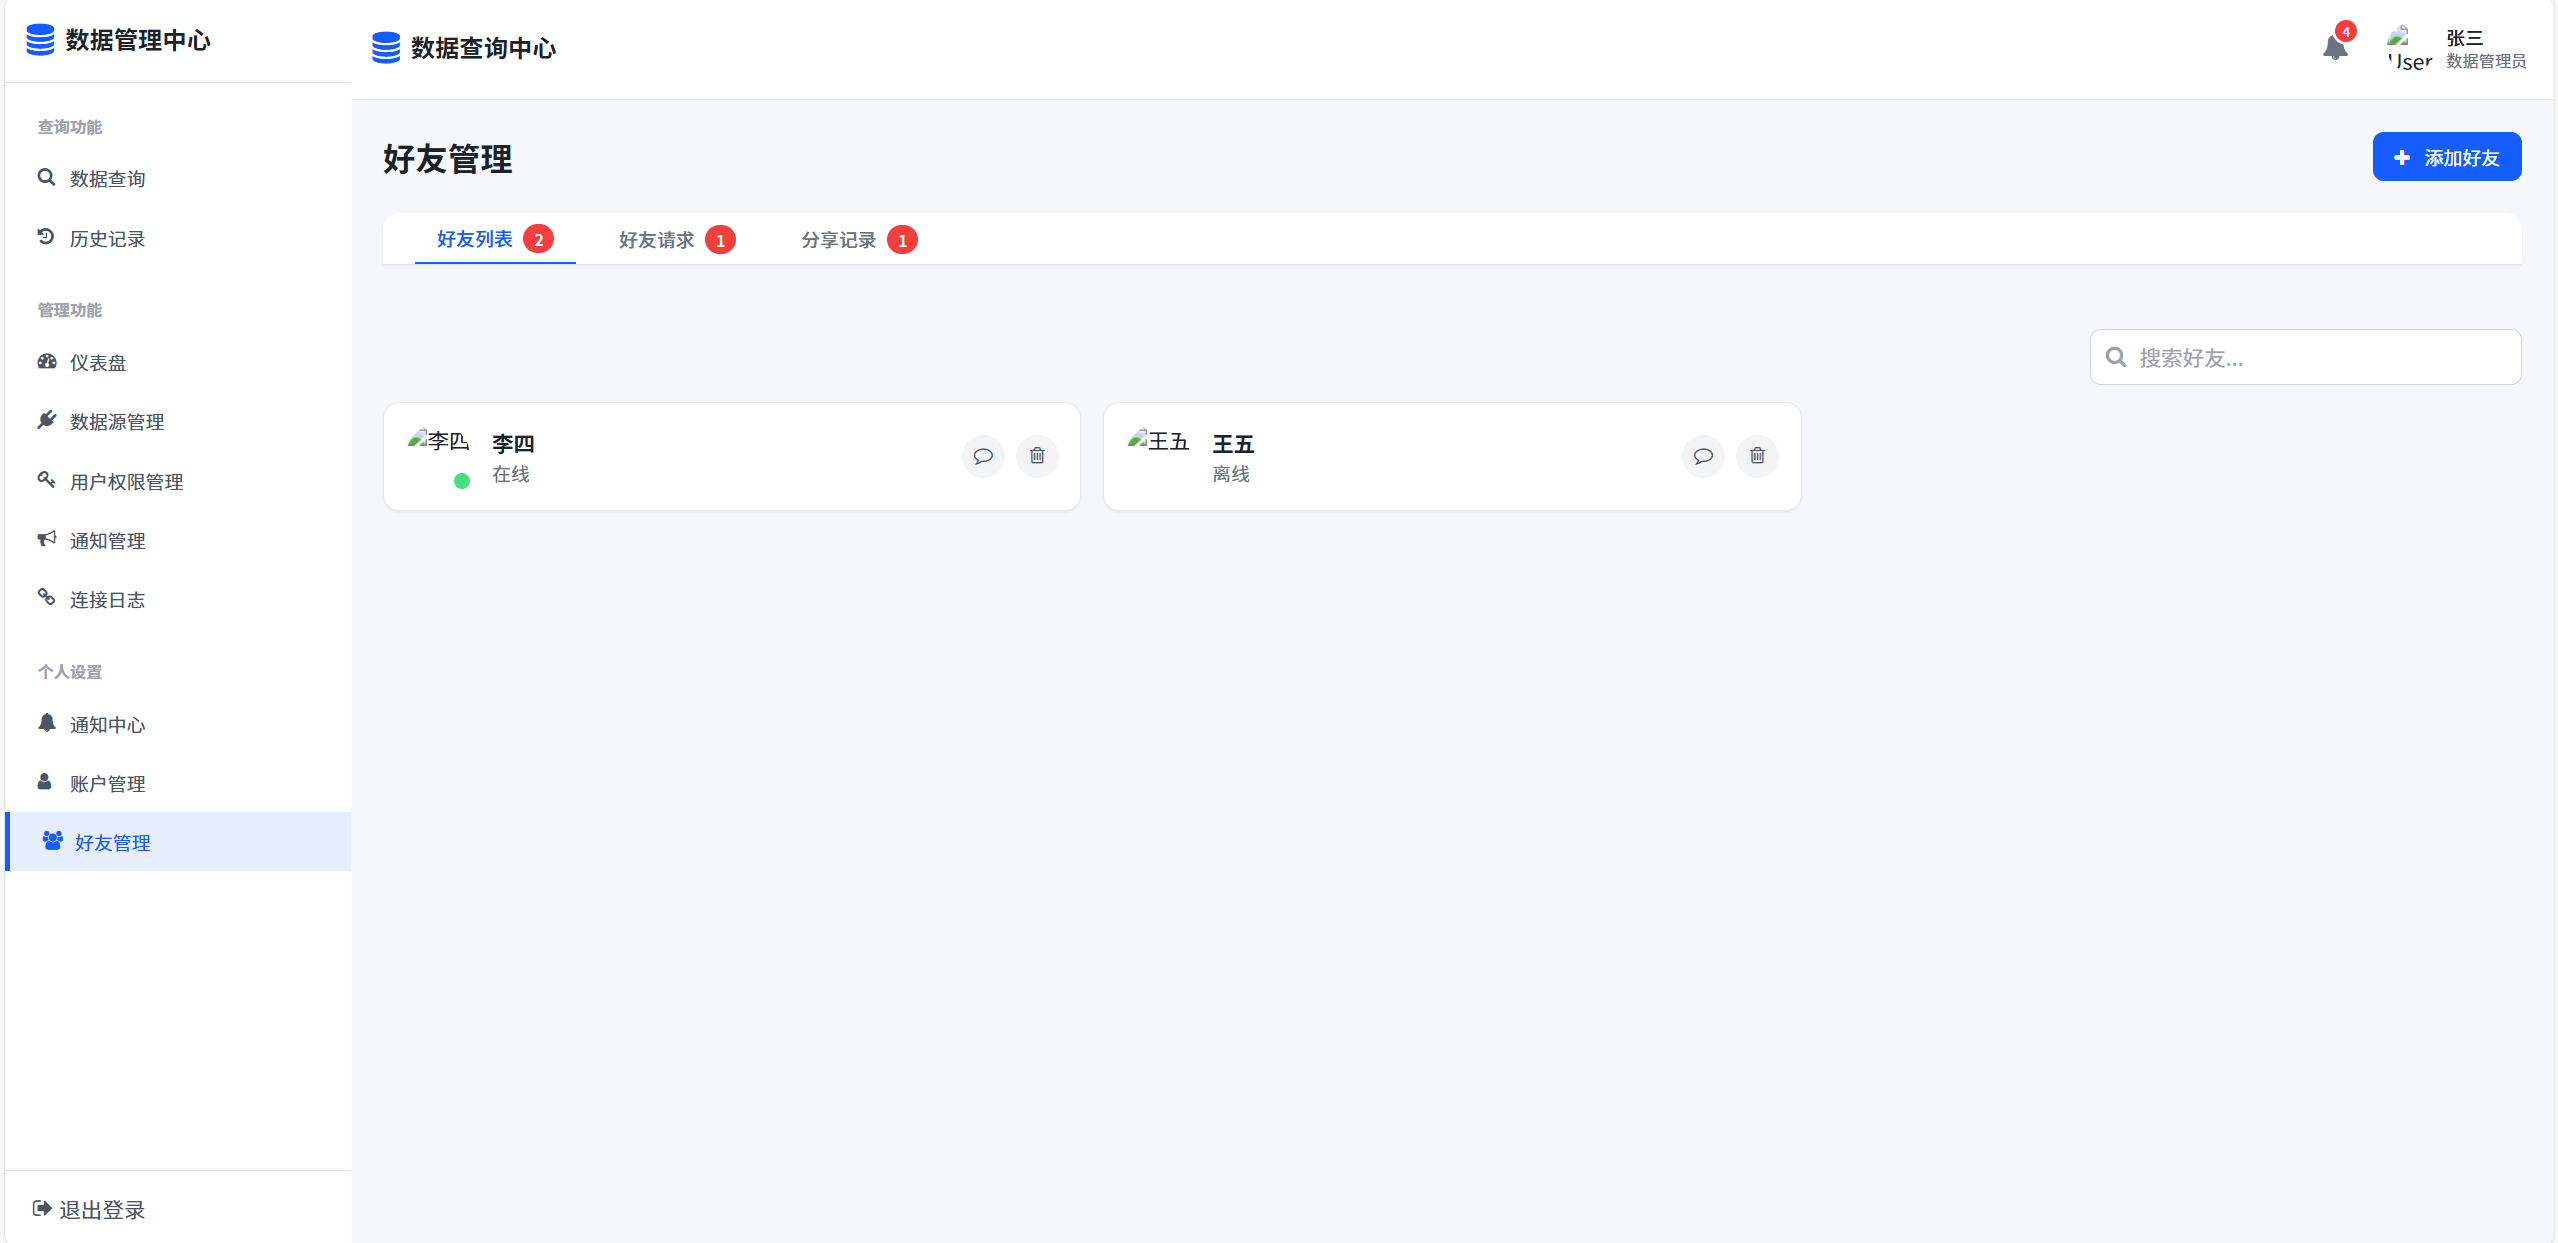 数据管理中心
查询功能
数据查询
历史记录
管理功能
仪表盘
数据源管理
用户权限管理
通知管理
连接日志
个人设置
通知中心
账户管理
好友管理
退出登录
数据查询中心
4
User
张三
数据管理员
好友管理
添加好友
好友列表 2
好友请求 1
分享记录 1
搜索好友...
李四
李四
在线
王五
王五
离线